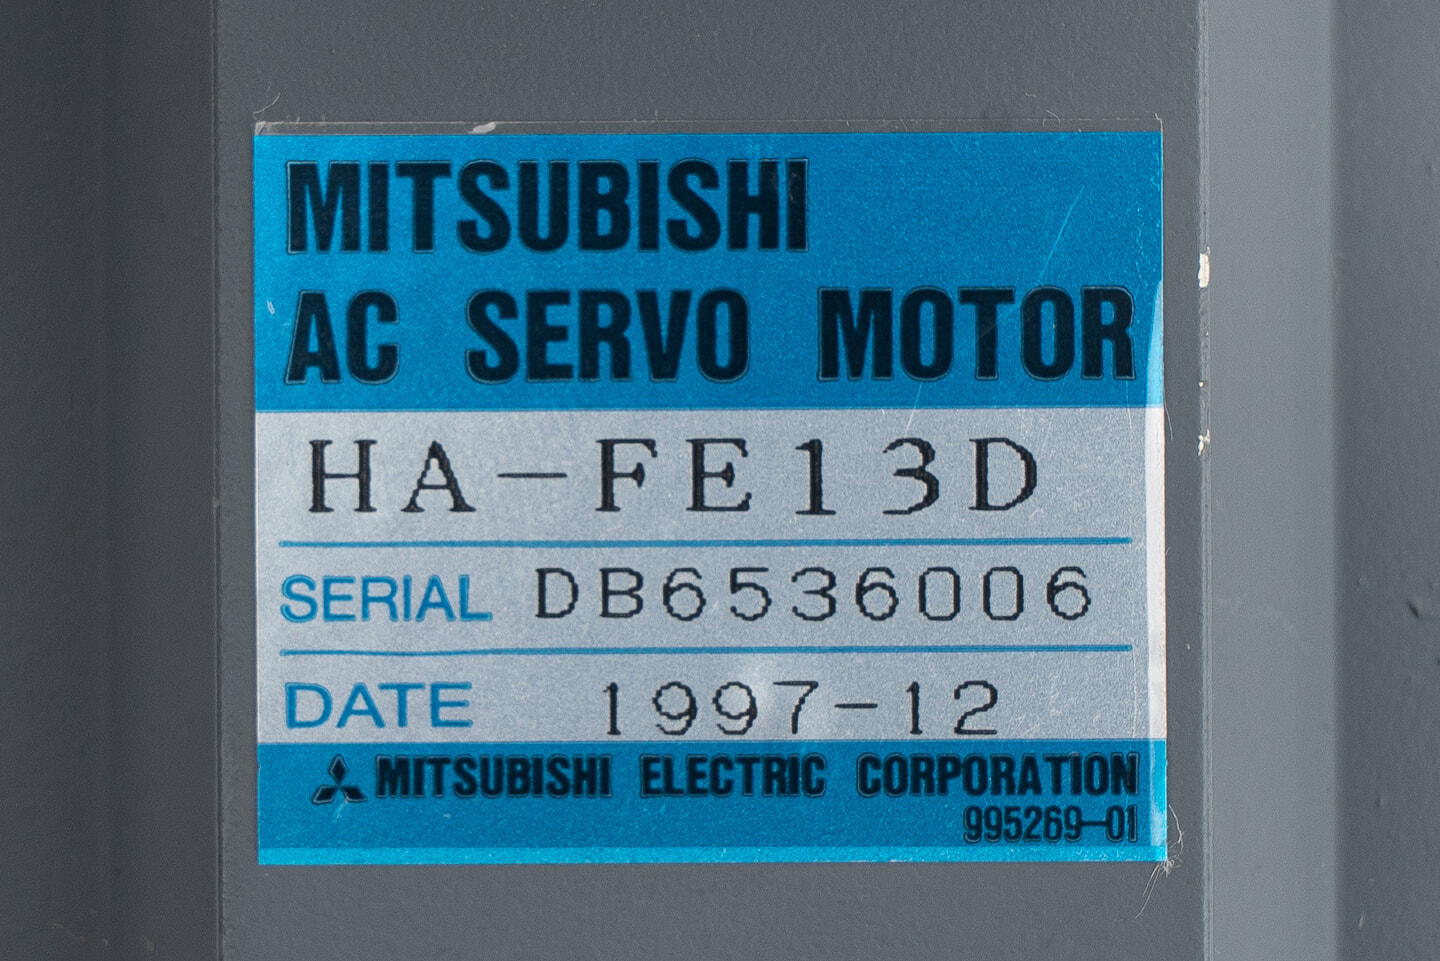 MITSUBISHI
AC SERVO MOTOR
HA-FE13D
SERIAL DB6536006
DATE 1997-12
MITSUBISHI ELECTRIC CORPORATION
995269-01